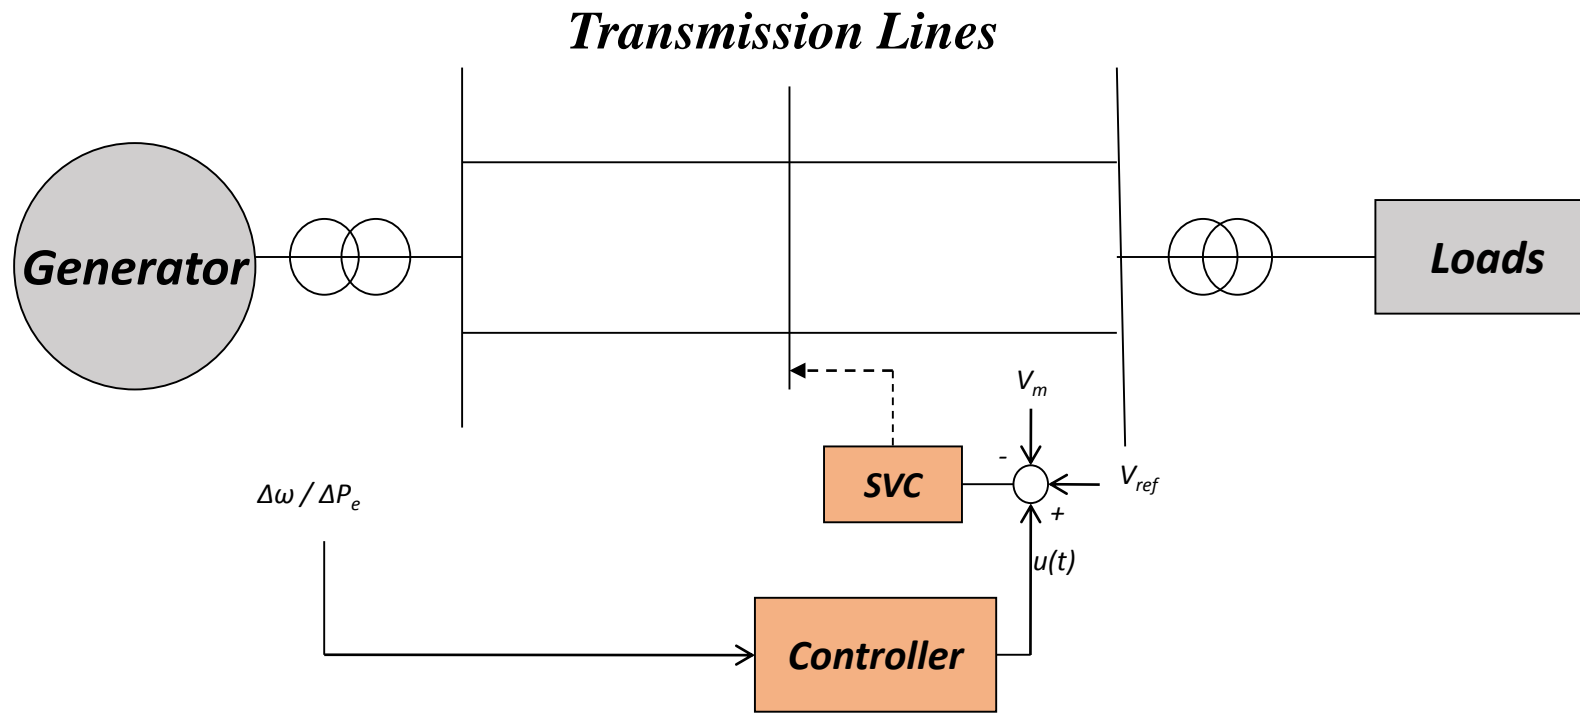 Transmission Lines
Generator
Loads
Vm
-
SVC
Vref
+
Δω / ΔPe
u(t)
Controller